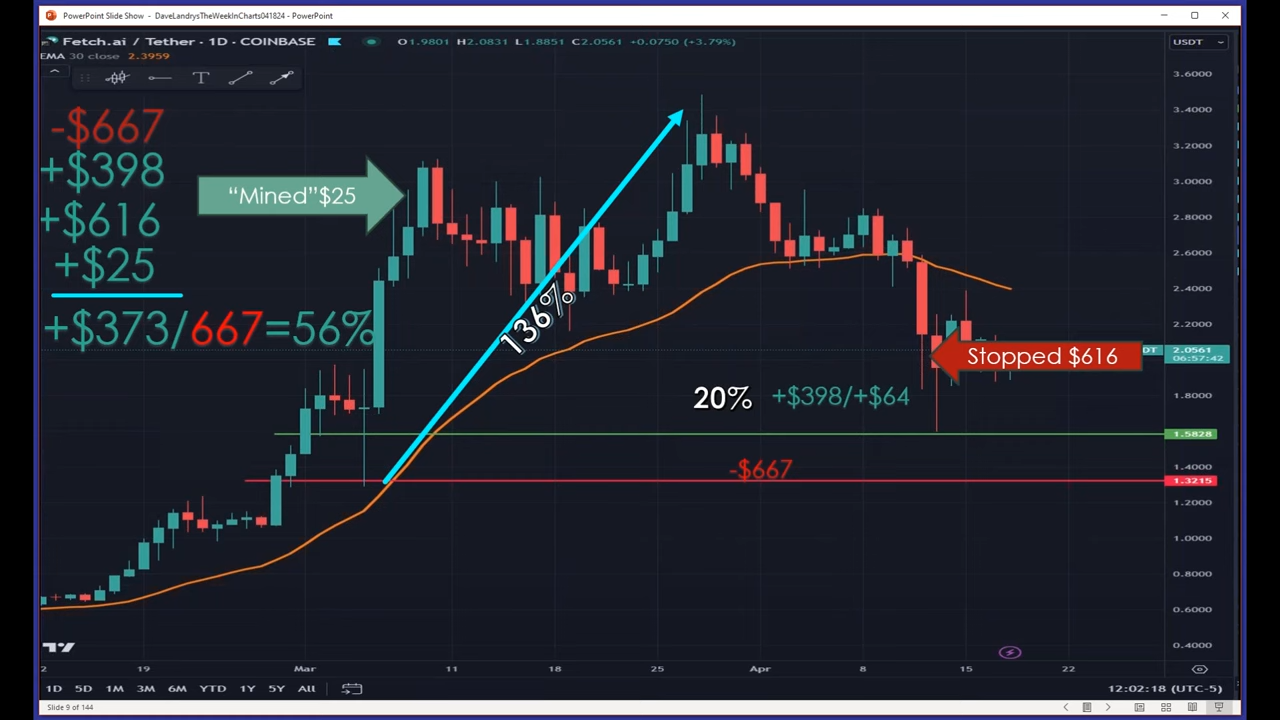 PowerPoint Slide Show - DaveLandrysTheWeekInCharts041824 - PowerPoint
Fetch.ai / Tether · 1D · COINBASE O1.9801 H2.0831 L1.8851 C2.0561 +0.0750 (+3.79%)
USDT
EMA 30 close 2.3959
T
-$667
+$398
+$616
+$25
+$373/667=56%
“Mined”$25
136%
Stopped $616
20% +$398/+$64
-$667
3.6000
3.4000
3.2000
3.0000
2.8000
2.6000
2.4000
2.2000
DT 2.0561
06:57:42
1.8000
1.5828
1.4000
1.3215
1.2000
1.0000
0.8000
0.6000
0.4000
2 19 Mar 11 18 25 Apr 8 15 22
1D 5D 1M 3M 6M YTD 1Y 5Y All
12:02:18 (UTC-5)
Slide 9 of 144